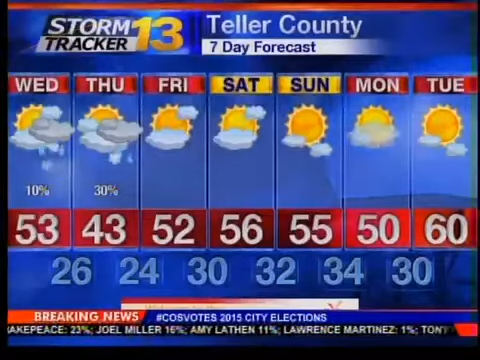 STORM TRACKER 13
Teller County
7 Day Forecast
WED THU FRI SAT SUN MON TUE
10% 30%
53 43 52 56 55 50 60
26 24 30 32 34 30
BREAKING NEWS #COSVOTES 2015 CITY ELECTIONS
AKEPEACE: 23%; JOEL MILLER 16%; AMY LATHEN 11%; LAWRENCE MARTINEZ: 1%; TONY